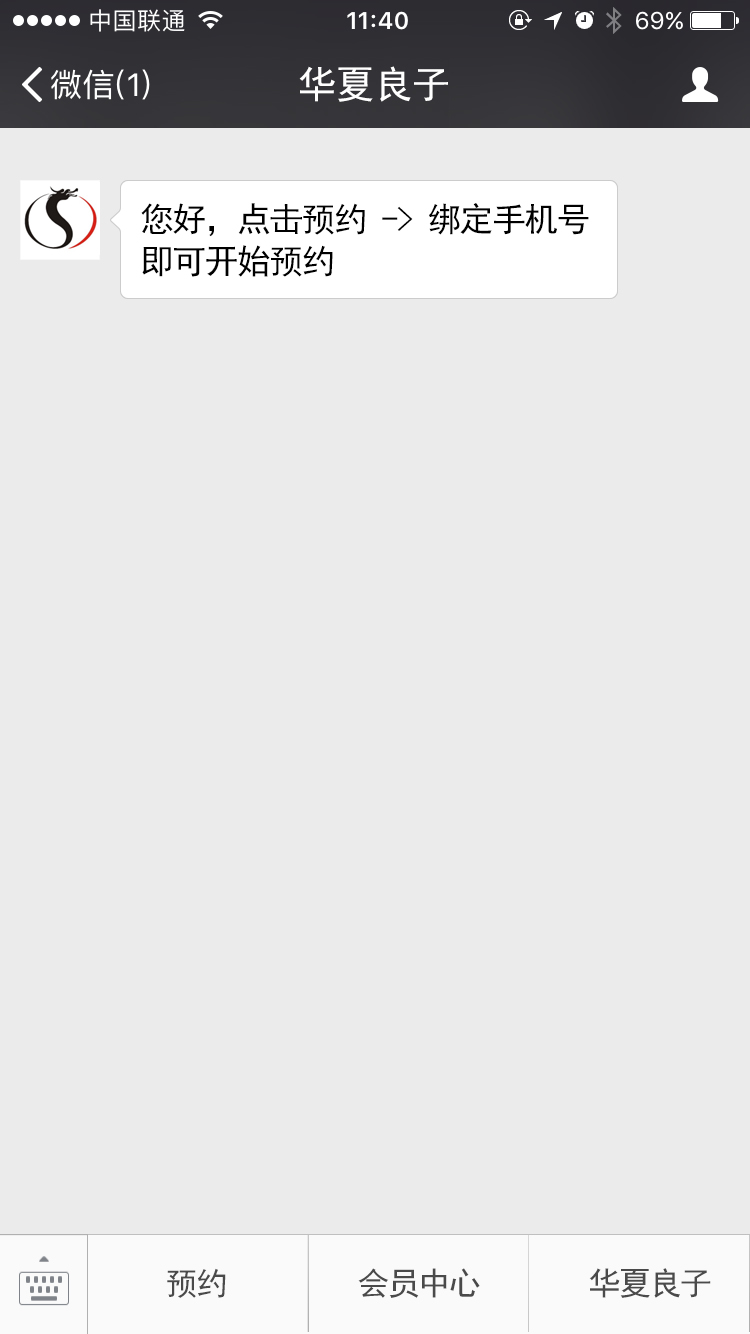 中国联通 11:40 69%
微信(1) 华夏良子
您好，点击预约 -> 绑定手机号
即可开始预约
预约 会员中心 华夏良子